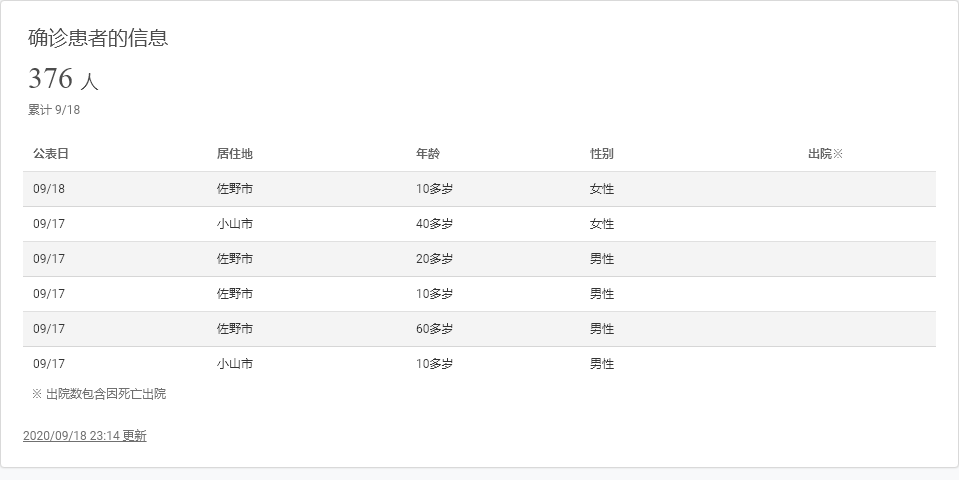 确诊患者的信息
376 人
累计 9/18
公表日 居住地 年龄 性别 出院※
09/18 佐野市 10多岁 女性
09/17 小山市 40多岁 女性
09/17 佐野市 20多岁 男性
09/17 佐野市 10多岁 男性
09/17 佐野市 60多岁 男性
09/17 小山市 10多岁 男性
※ 出院数包含因死亡出院
2020/09/18 23:14 更新